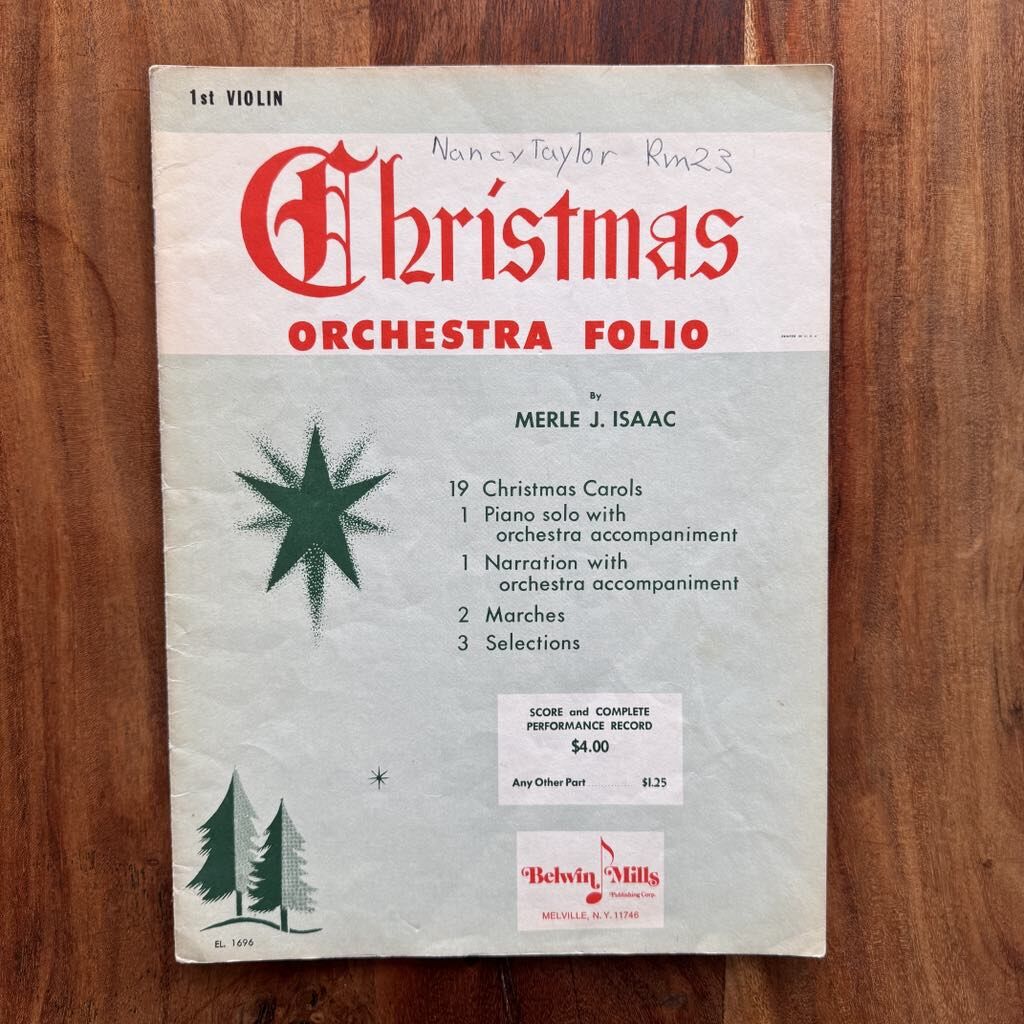 1st VIOLIN
Nancy Taylor Rm23
Christmas
ORCHESTRA FOLIO
PRINTED IN U. S. A.
By
MERLE J. ISAAC
19 Christmas Carols
1 Piano solo with
orchestra accompaniment
1 Narration with
orchestra accompaniment
2 Marches
3 Selections
SCORE and COMPLETE
PERFORMANCE RECORD
$4.00
Any Other Part ............. $1.25
Belwin Mills
Publishing Corp.
MELVILLE, N. Y. 11746
EL. 1696